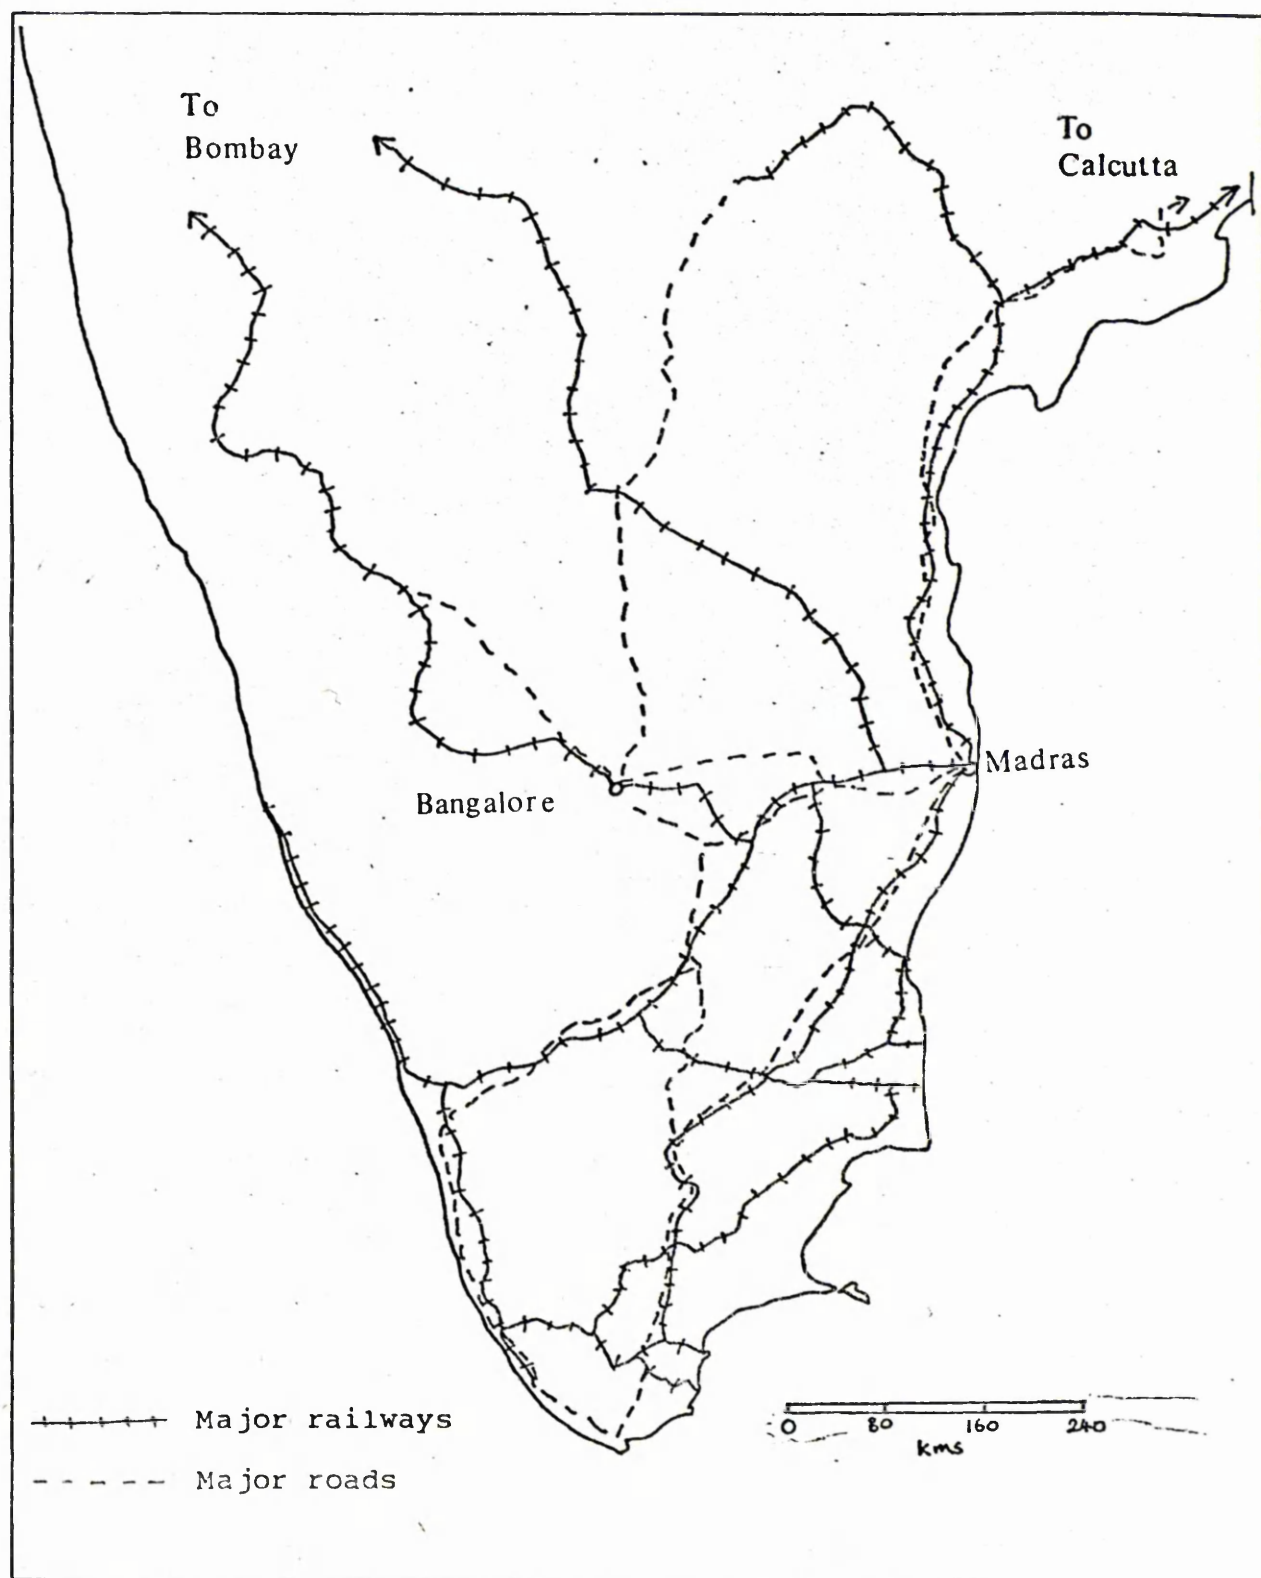 To
Bombay
To
Calcutta
Madras
Bangalore
Major railways
Major roads
0 80 160 240
kms